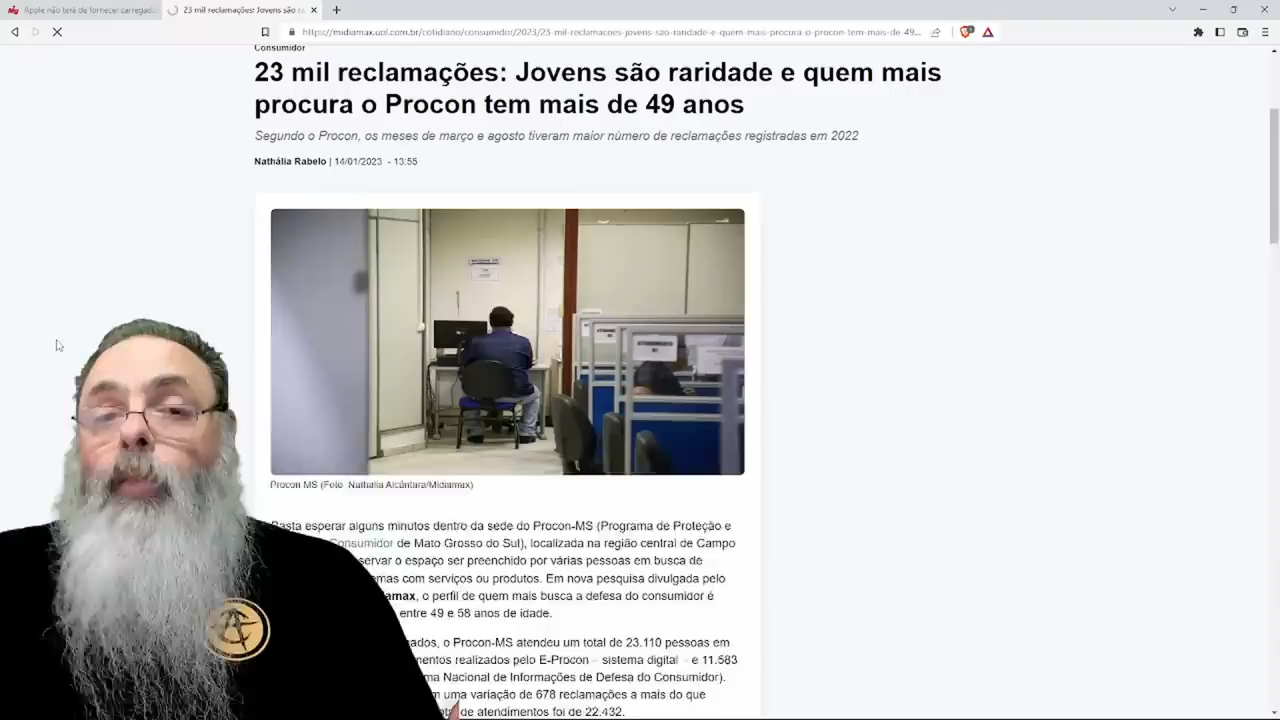 Apple não terá de fornecer carregad
23 mil reclamações: Jovens são ra
https://midiamax.uol.com.br/cotidiano/consumidor/2023/23-mil-reclamacoes-jovens-sao-raridade-e-quem-mais-procura-o-procon-tem-mais-de-49...
Consumidor
23 mil reclamações: Jovens são raridade e quem mais
procura o Procon tem mais de 49 anos
Segundo o Procon, os meses de março e agosto tiveram maior número de reclamações registradas em 2022
Nathália Rabelo | 14/01/2023 - 13:55
Procon MS (Foto Nathalia Alcântara/Midiamax)
Basta esperar alguns minutos dentro da sede do Procon-MS (Programa de Proteção e
Consumidor de Mato Grosso do Sul), localizada na região central de Campo
servar o espaço ser preenchido por várias pessoas em busca de
emas com serviços ou produtos. Em nova pesquisa divulgada pelo
amax, o perfil de quem mais busca a defesa do consumidor é
entre 49 e 58 anos de idade.
ados, o Procon-MS atendeu um total de 23.110 pessoas em
mentos realizados pelo E-Procon – sistema digital – e 11.583
ma Nacional de Informações de Defesa do Consumidor).
m uma variação de 678 reclamações a mais do que
de atendimentos foi de 22.432.